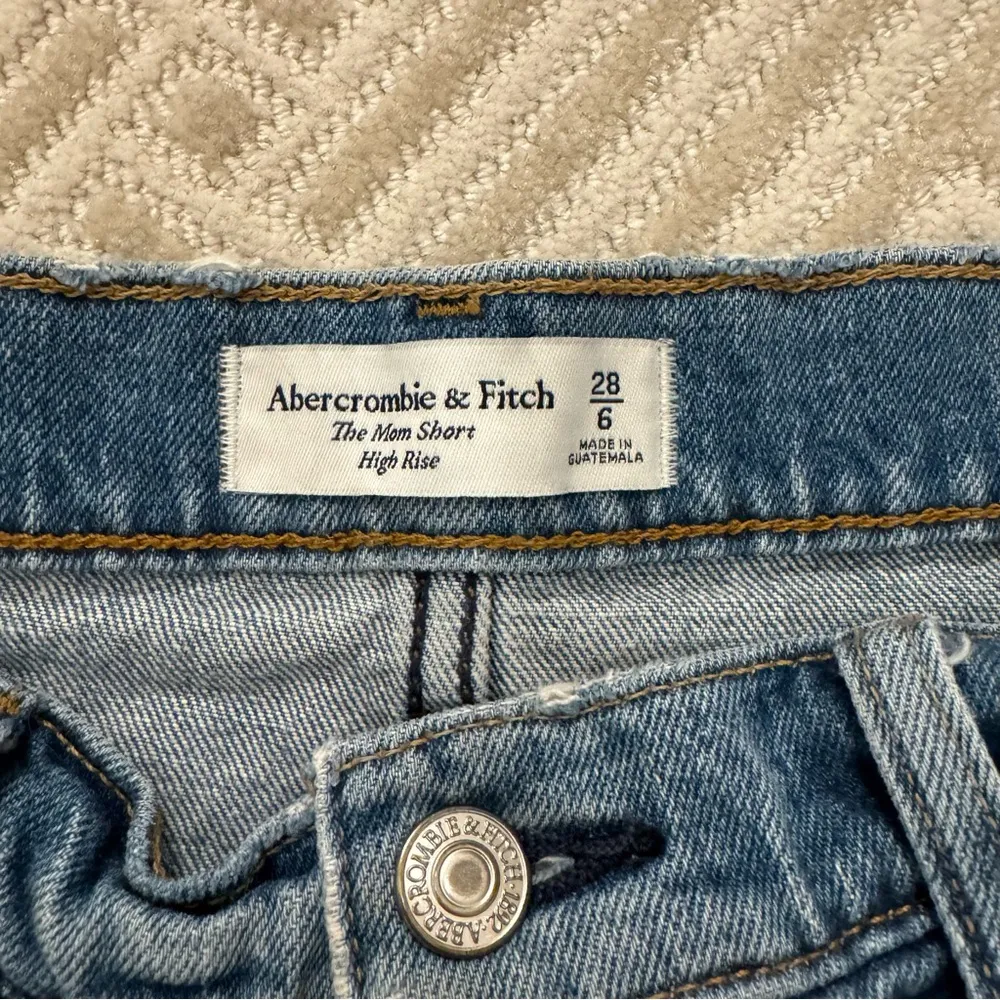 Abercrombie & Fitch
The Mom Short
High Rise
28
6
MADE IN
GUATEMALA
ABERCROMBIE & FITCH · 1892 ·